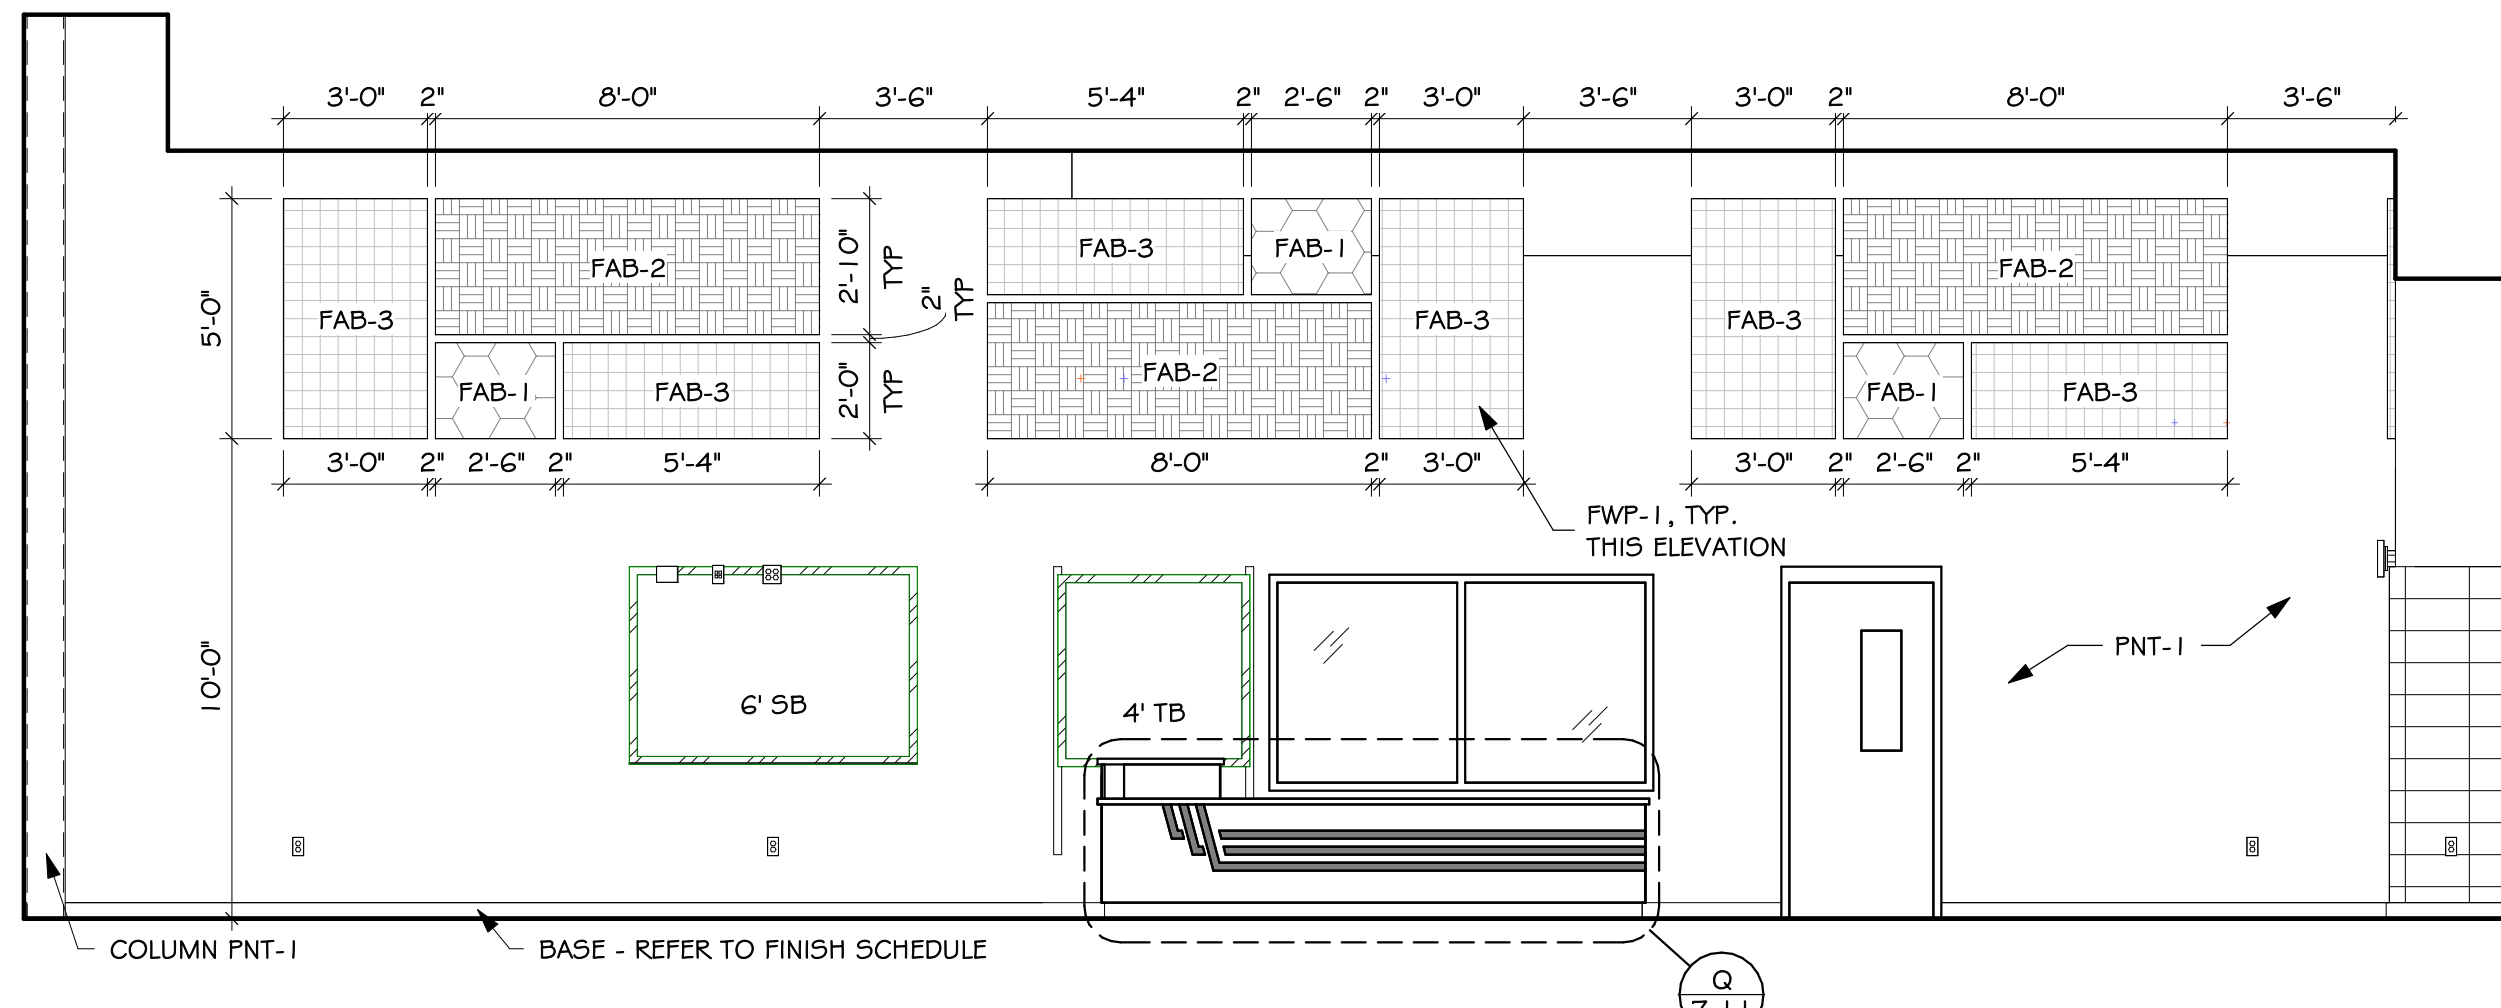 3'-0" 2" 8'-0" 3'-6" 5'-4" 2" 2'-6" 2" 3'-0" 3'-6" 3'-0" 2" 8'-0" 3'-6"
5'-0"
10'-0"
FAB-3
FAB-2
FAB-1
FAB-3
2'-10"
TYP
2"
TYP
2'-0"
TYP
FAB-3
FAB-1
FAB-2
FAB-3
FAB-3
FAB-2
FAB-1
FAB-3
3'-0" 2" 2'-6" 2" 5'-4" 8'-0" 2" 3'-0" 3'-0" 2" 2'-6" 2" 5'-4"
FWP-1, TYP.
THIS ELEVATION
6' SB
4' TB
PNT-1
COLUMN PNT-1
BASE - REFER TO FINISH SCHEDULE
Q